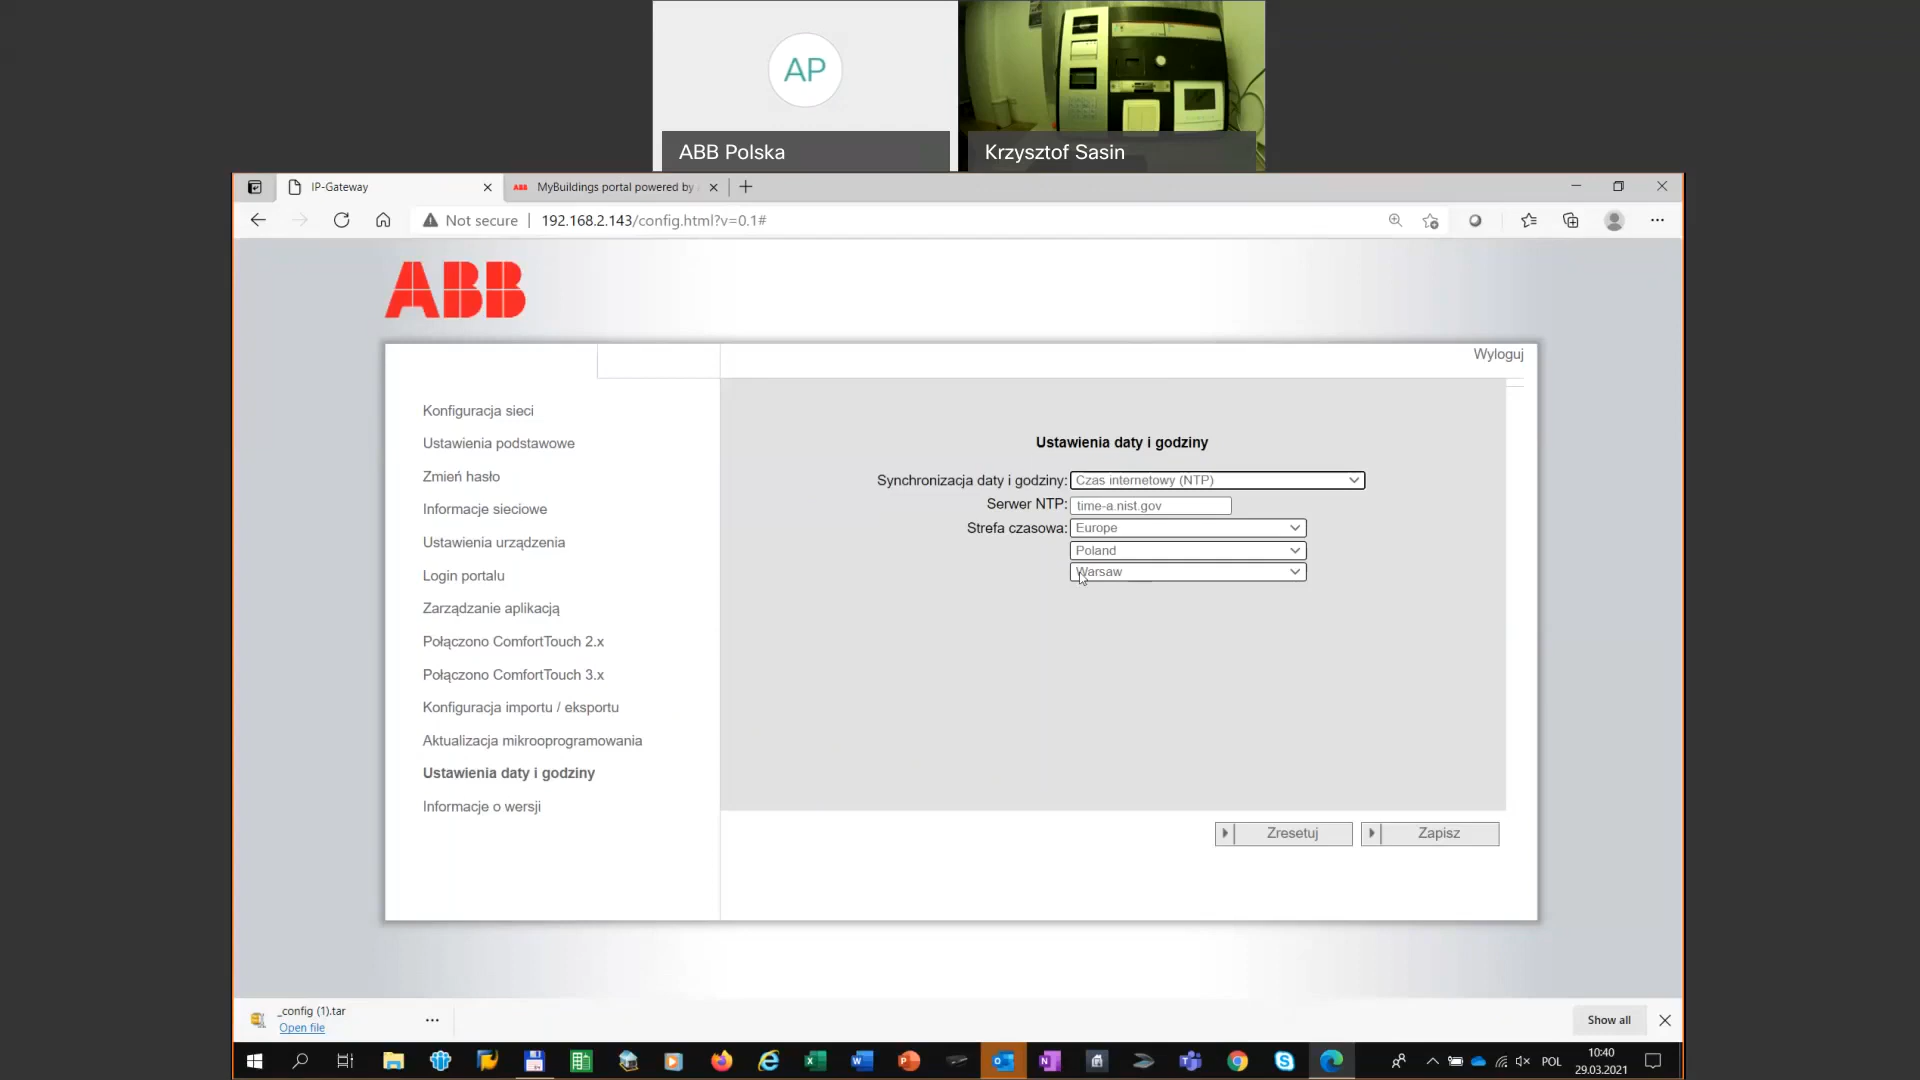 AP
ABB Polska
Krzysztof Sasin
IP-Gateway
ABB
MyBuildings portal powered by
Not secure
192.168.2.143/config.html?v=0.1#
ABB
Wyloguj
Konfiguracja sieci
Ustawienia podstawowe
Zmień hasło
Informacje sieciowe
Ustawienia urządzenia
Login portalu
Zarządzanie aplikacją
Połączono ComfortTouch 2.x
Połączono ComfortTouch 3.x
Konfiguracja importu / eksportu
Aktualizacja mikrooprogramowania
Ustawienia daty i godziny
Informacje o wersji
Ustawienia daty i godziny
Synchronizacja daty i godziny: Czas internetowy (NTP)
Serwer NTP: time-a.nist.gov
Strefa czasowa: Europe
Poland
Warsaw
Zresetuj
Zapisz
_config (1).tar
Open file
Show all
POL
10:40
29.03.2021